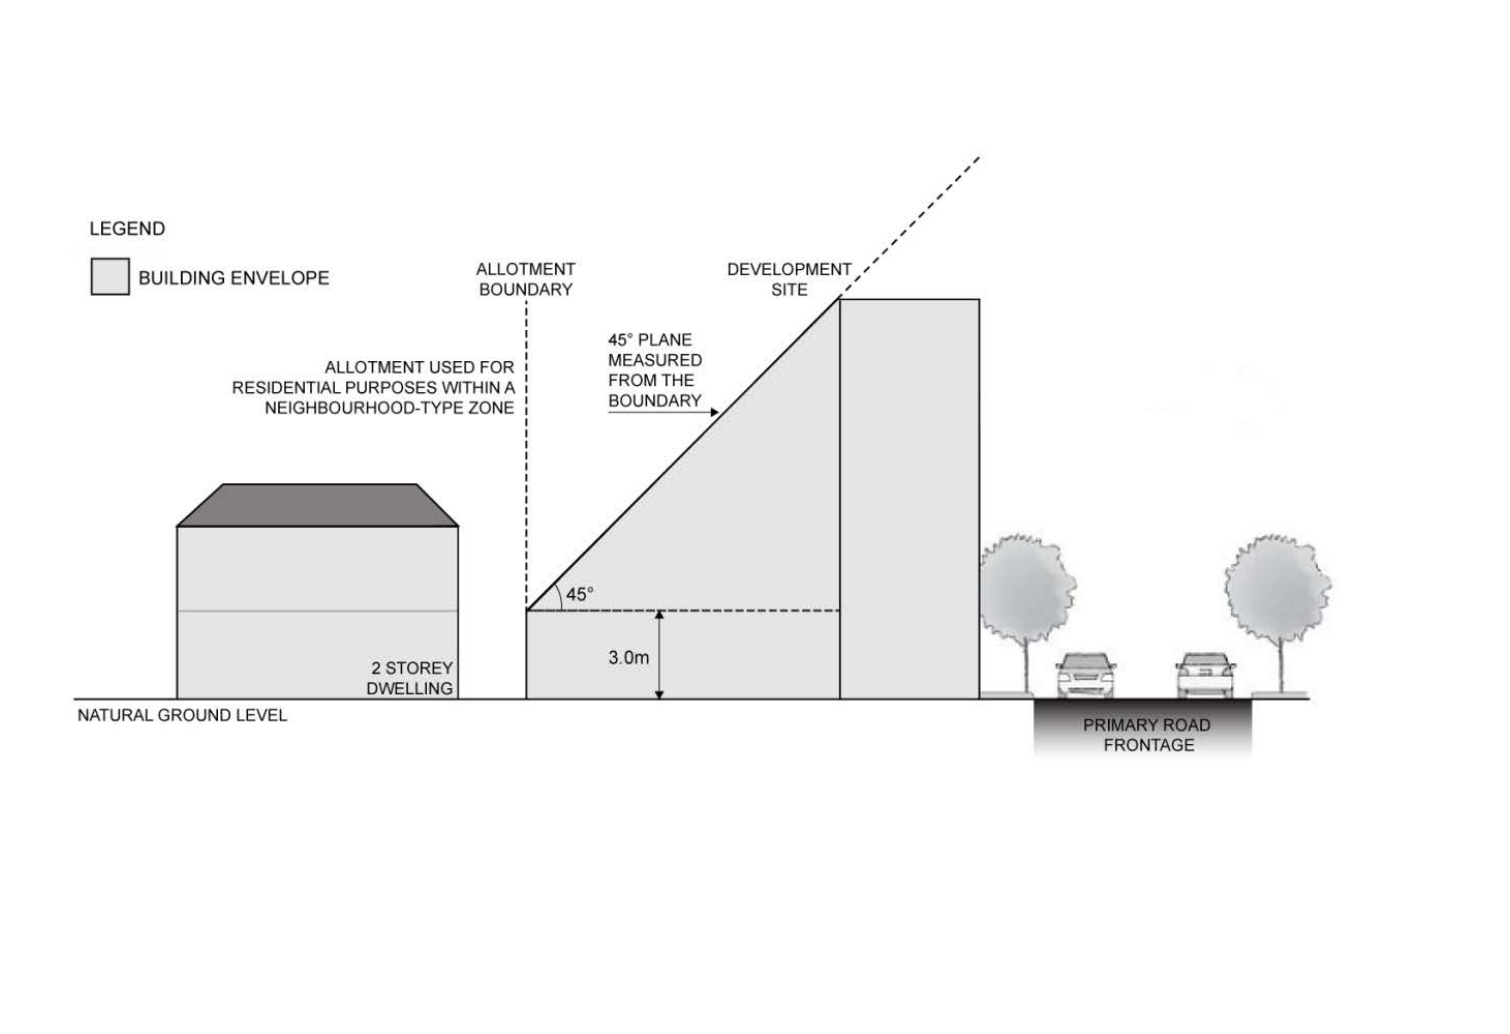 LEGEND
BUILDING ENVELOPE
ALLOTMENT
BOUNDARY
DEVELOPMENT
SITE
45° PLANE
MEASURED
FROM THE
BOUNDARY
ALLOTMENT USED FOR
RESIDENTIAL PURPOSES WITHIN A
NEIGHBOURHOOD-TYPE ZONE
45°
3.0m
2 STOREY
DWELLING
NATURAL GROUND LEVEL
PRIMARY ROAD
FRONTAGE